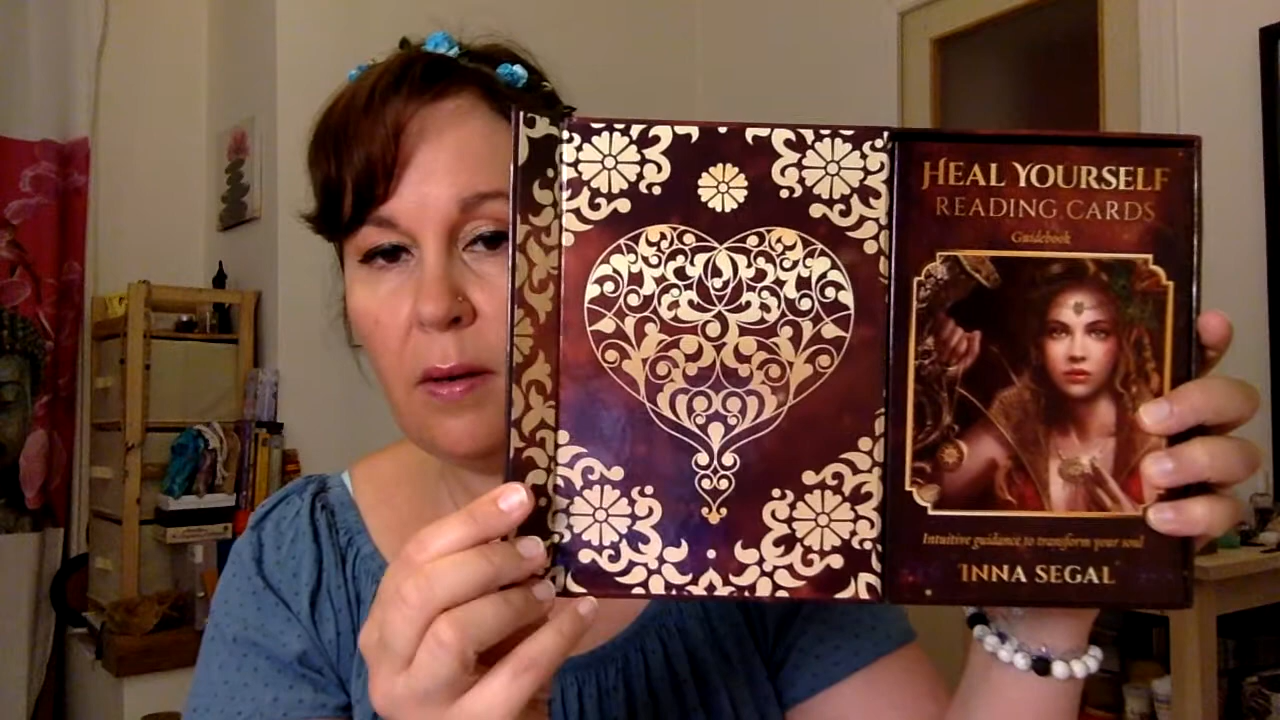 HEAL YOURSELF
READING CARDS
Guidebook
Intuitive guidance to transform your soul
INNA SEGAL